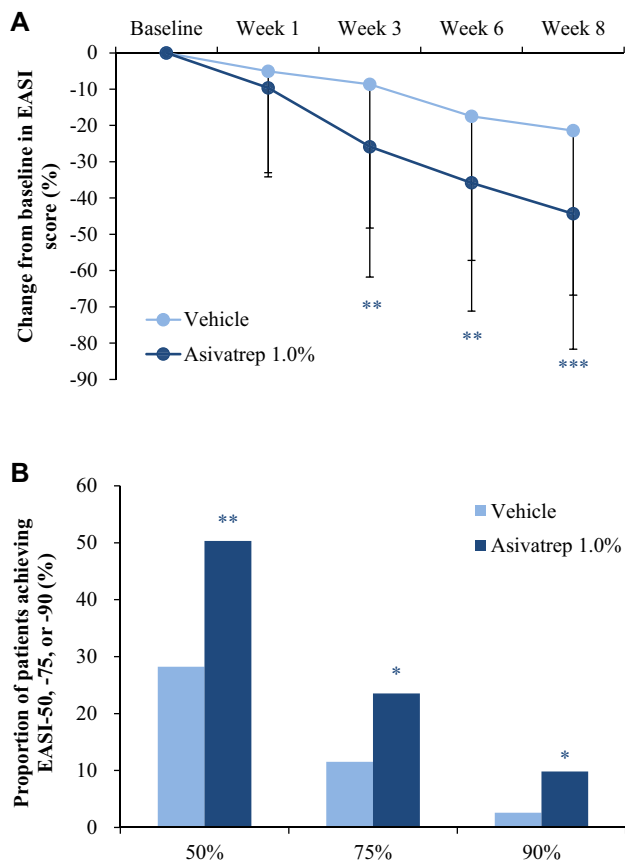 A
Baseline Week 1 Week 3 Week 6 Week 8
0
-10
-20
-30
-40
-50
-60
-70
-80
-90
Change from baseline in EASI
score (%)
Vehicle
Asivatrep 1.0%
**
**
***
B
60
50
40
30
20
10
0
Proportion of patients achieving
EASI-50, -75, or -90 (%)
Vehicle
Asivatrep 1.0%
**
*
*
50% 75% 90%